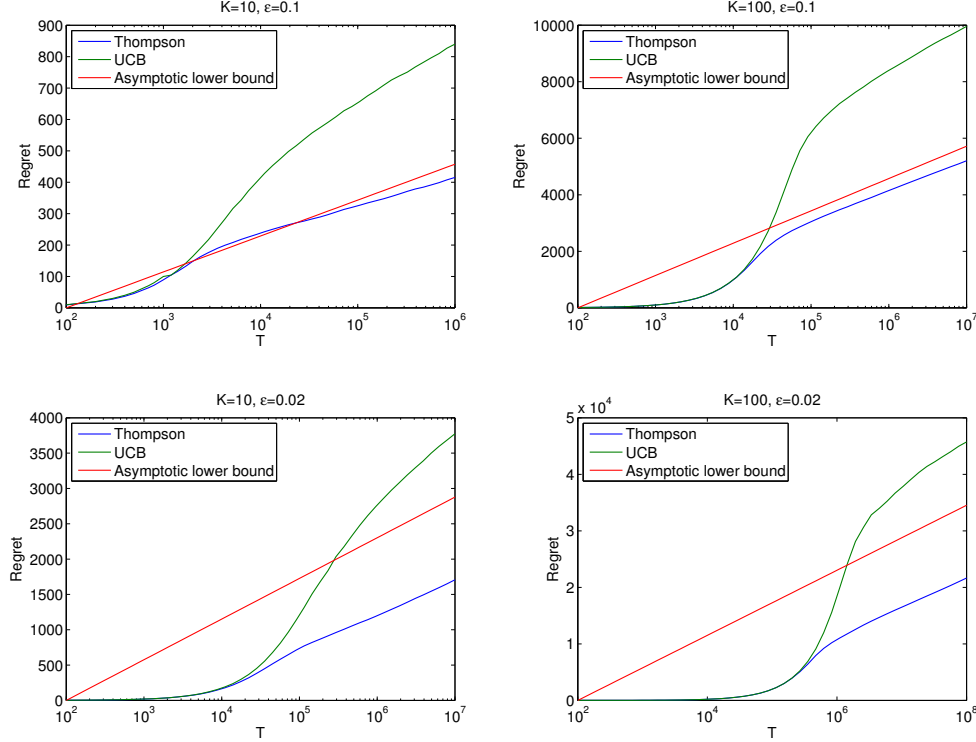 K=10, ε=0.1
900
800
700
600
500
400
300
200
100
0
Regret
Thompson
UCB
Asymptotic lower bound
10^2
10^3
10^4
10^5
10^6
T
K=100, ε=0.1
10000
8000
6000
4000
2000
0
Regret
Thompson
UCB
Asymptotic lower bound
10^2
10^3
10^4
10^5
10^6
10^7
T
K=10, ε=0.02
4000
3500
3000
2500
2000
1500
1000
500
0
Regret
Thompson
UCB
Asymptotic lower bound
10^2
10^3
10^4
10^5
10^6
10^7
T
K=100, ε=0.02
x 10^4
5
4
3
2
1
0
Regret
Thompson
UCB
Asymptotic lower bound
10^2
10^4
10^6
10^8
T